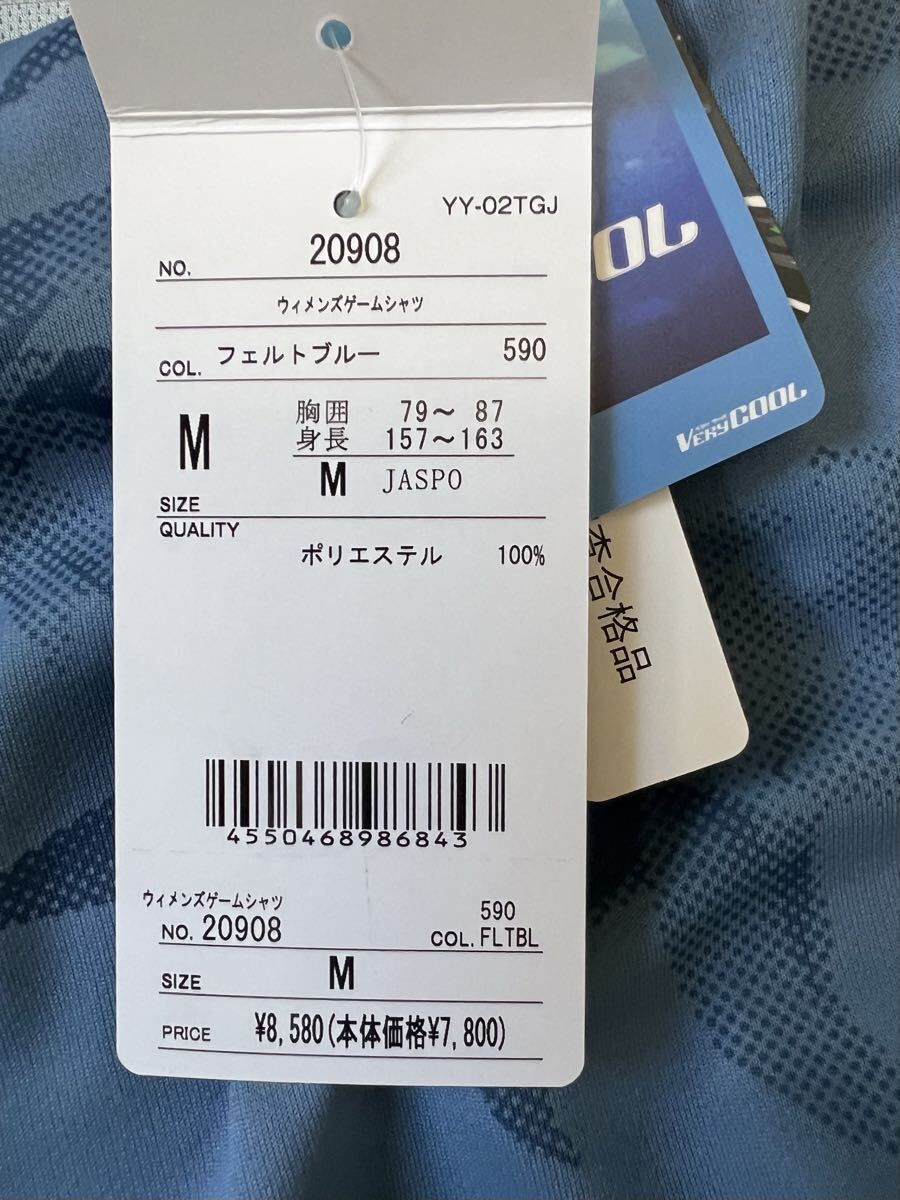 YY-02TGJ
NO. 20908
ウィメンズゲームシャツ
COL. フェルトブルー 590
M 胸囲 79～ 87
身長 157～163
M JASPO
SIZE
QUALITY
ポリエステル 100%
4550468986843
ウィメンズゲームシャツ
590
NO. 20908 COL. FLTBL
SIZE M
PRICE ¥8,580(本体価格¥7,800)
VERYCOOL
合格品